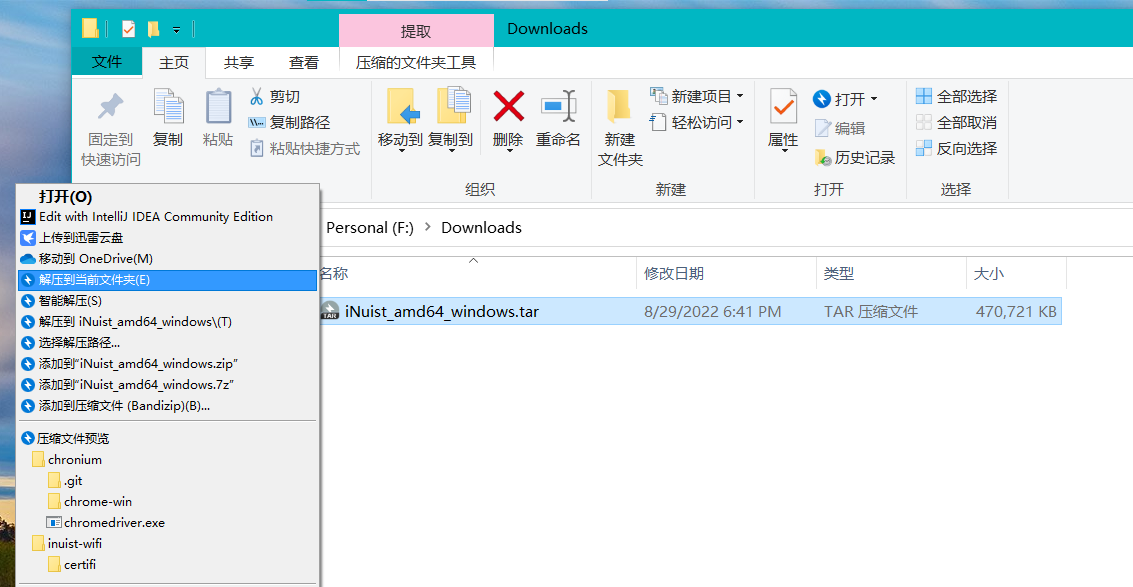 提取
Downloads
文件
主页
共享
查看
压缩的文件夹工具
固定到
快速访问
复制
粘贴
剪切
复制路径
粘贴快捷方式
移动到
复制到
删除
重命名
组织
新建
文件夹
新建项目
轻松访问
新建
属性
打开
编辑
历史记录
打开
全部选择
全部取消
反向选择
选择
Personal (F:) > Downloads
名称
修改日期
类型
大小
TAR
iNuist_amd64_windows.tar
8/29/2022 6:41 PM
TAR 压缩文件
470,721 KB
打开(O)
IJ
Edit with IntelliJ IDEA Community Edition
上传到迅雷云盘
移动到 OneDrive(M)
解压到当前文件夹(E)
智能解压(S)
解压到 iNuist_amd64_windows\(T)
选择解压路径...
添加到“iNuist_amd64_windows.zip”
添加到“iNuist_amd64_windows.7z”
添加到压缩文件 (Bandizip)(B)...
压缩文件预览
chronium
.git
chrome-win
chromedriver.exe
inuist-wifi
certifi